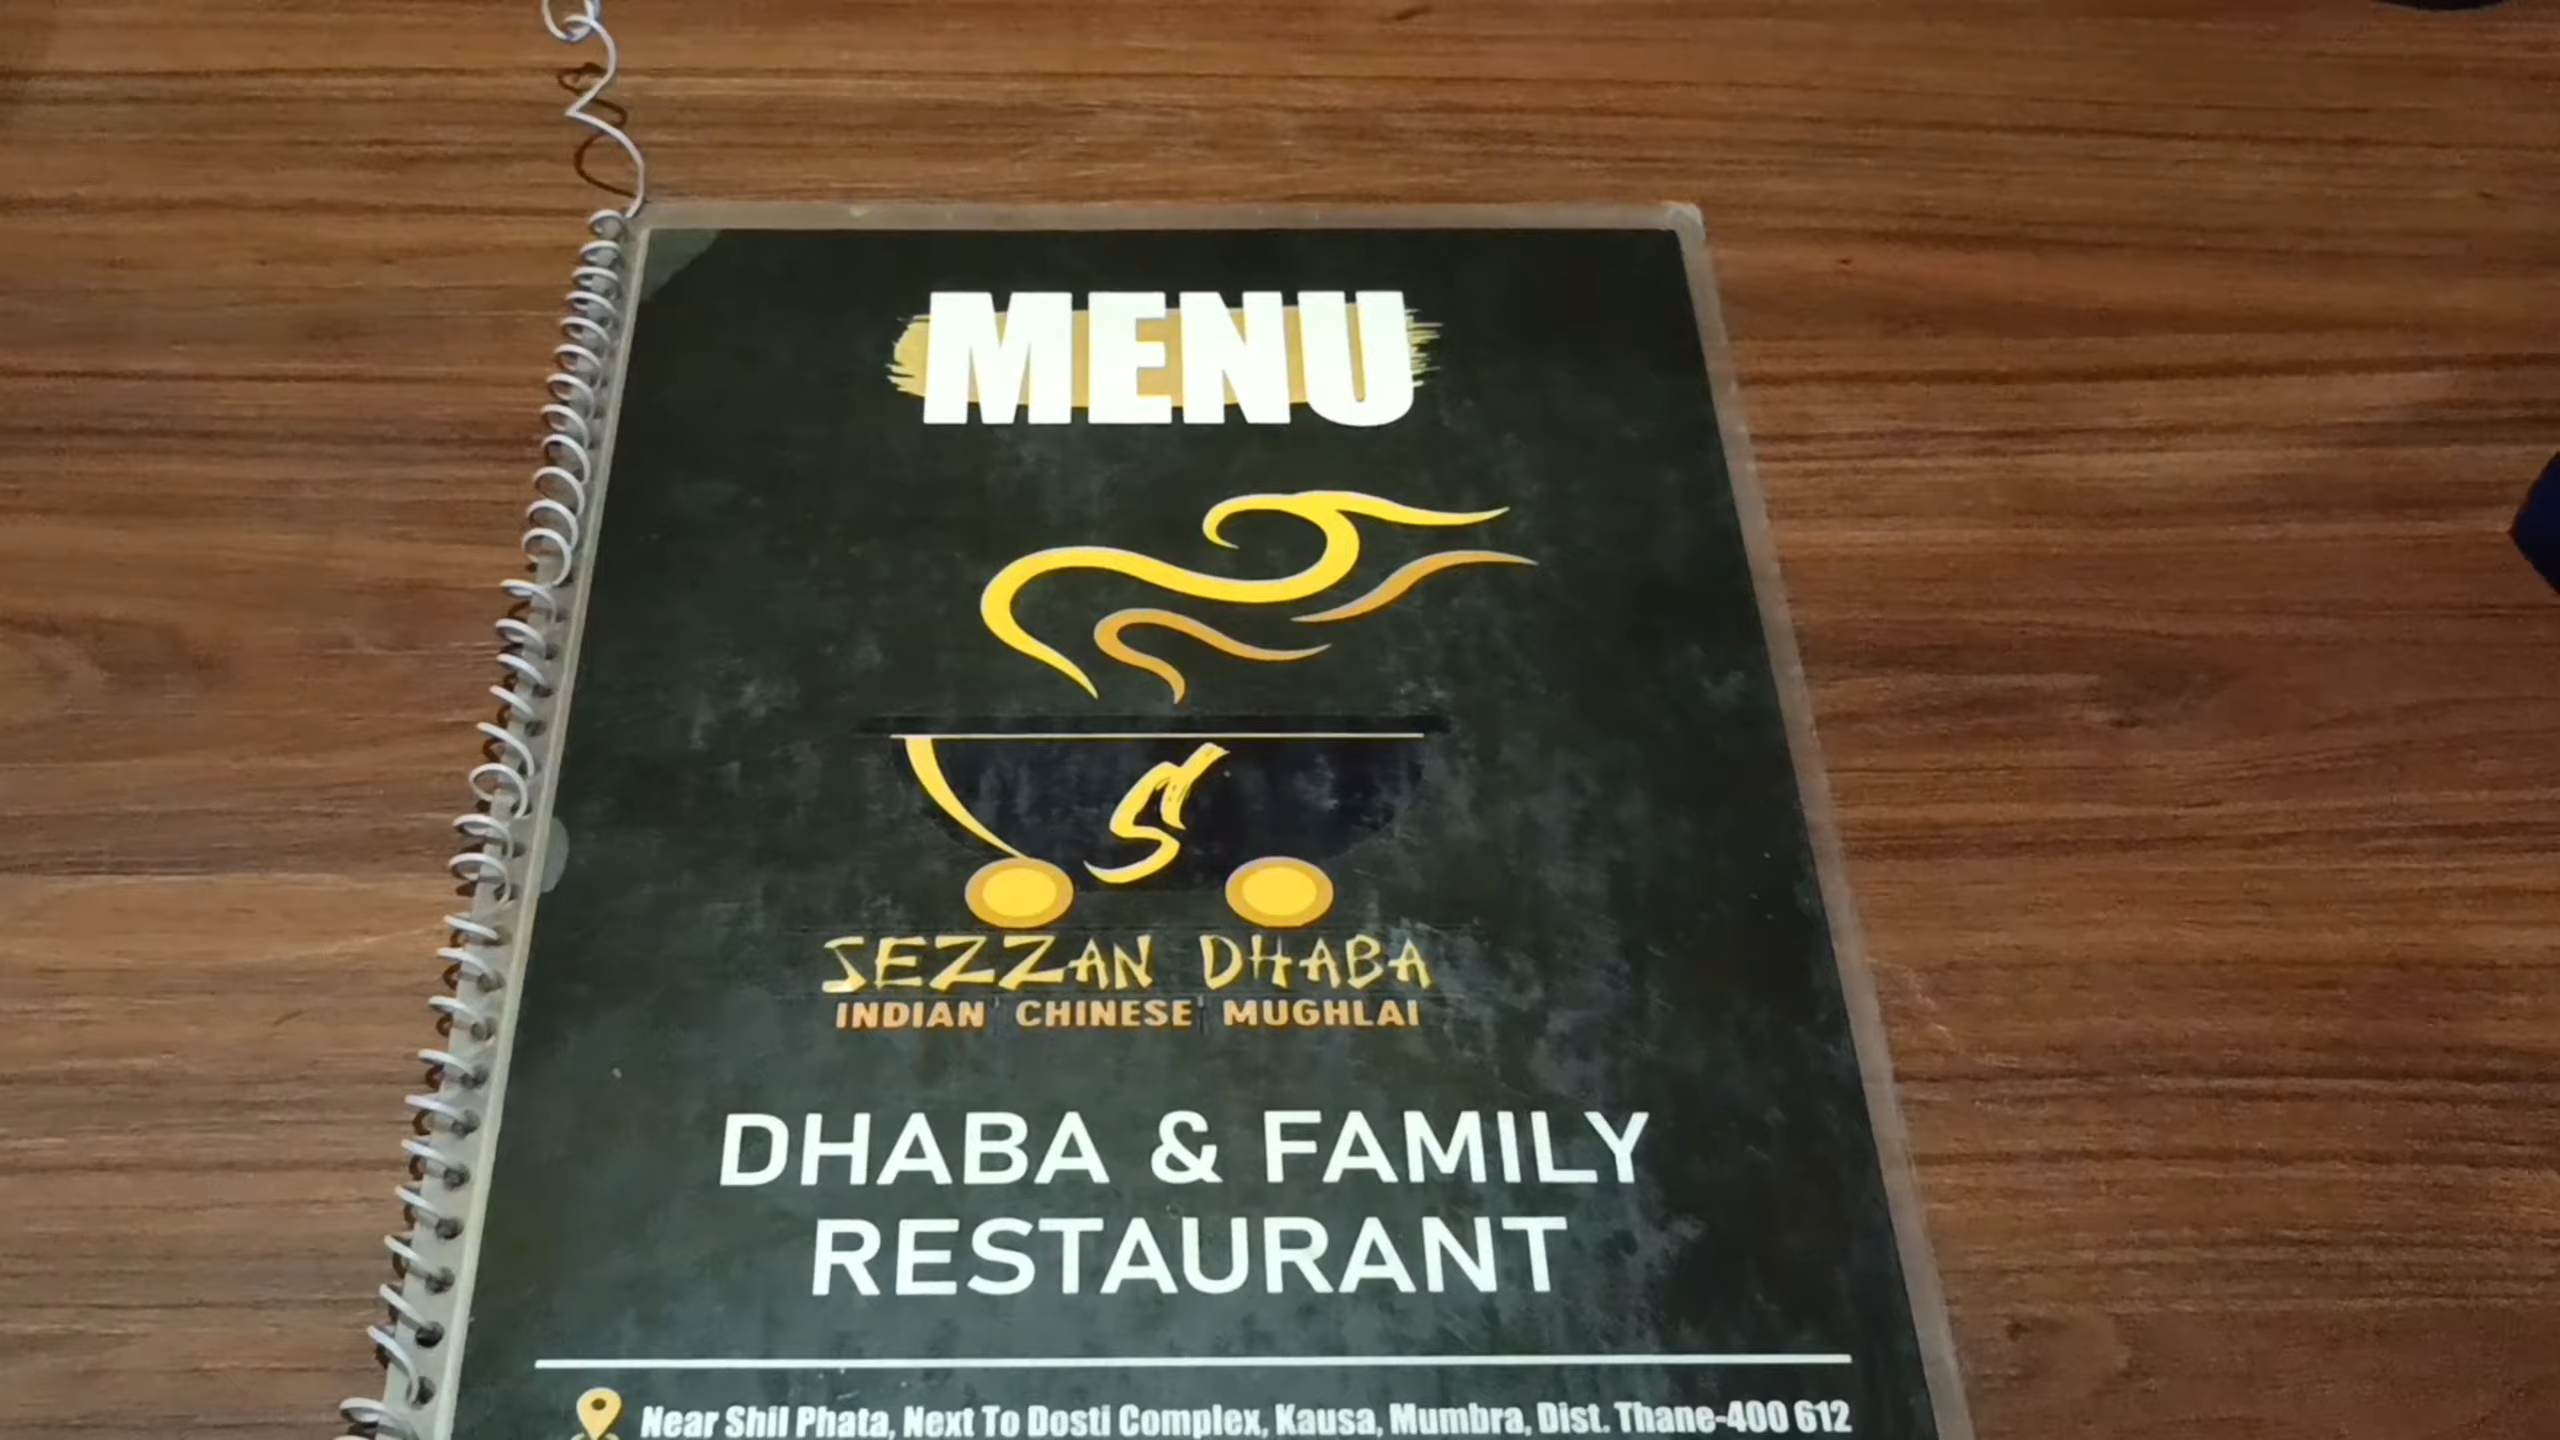 MENU
SEZZAN DHABA
INDIAN CHINESE MUGHLAI
DHABA & FAMILY
RESTAURANT
Near Shil Phata, Next To Dosti Complex, Kausa, Mumbra, Dist. Thane-400 612